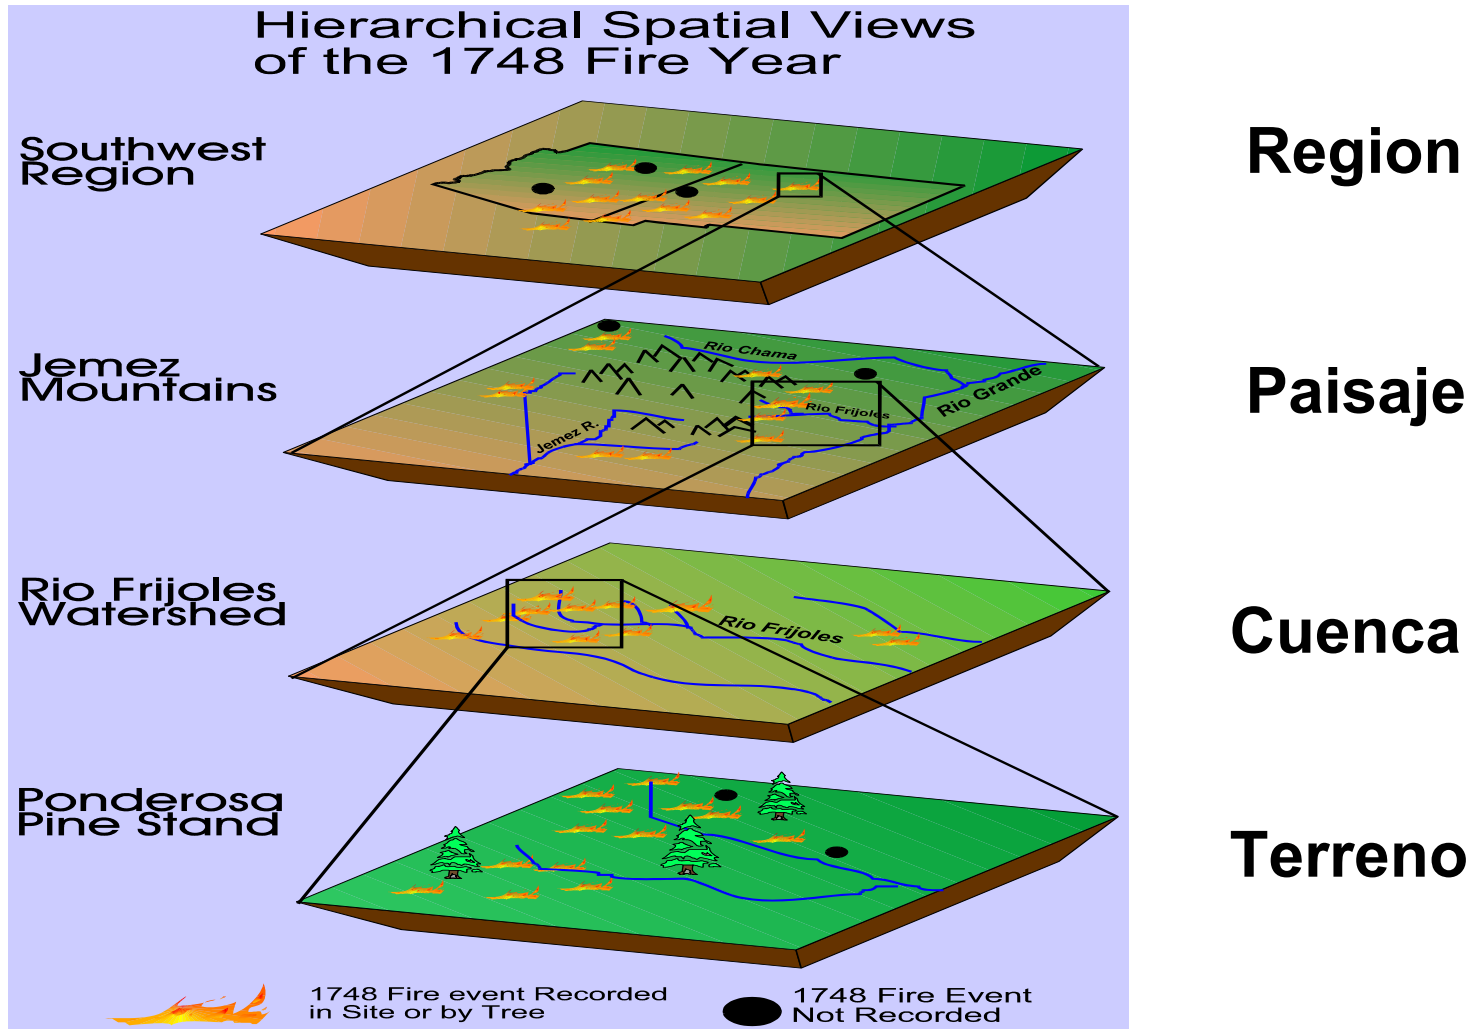 Hierarchical Spatial Views
of the 1748 Fire Year
Southwest
Region
Region
Jemez
Mountains
Rio Chama
Rio Grande
Rio Frijoles
Jemez R.
Paisaje
Rio Frijoles
Watershed
Rio Frijoles
Cuenca
Ponderosa
Pine Stand
Terreno
1748 Fire event Recorded
in Site or by Tree
1748 Fire Event
Not Recorded